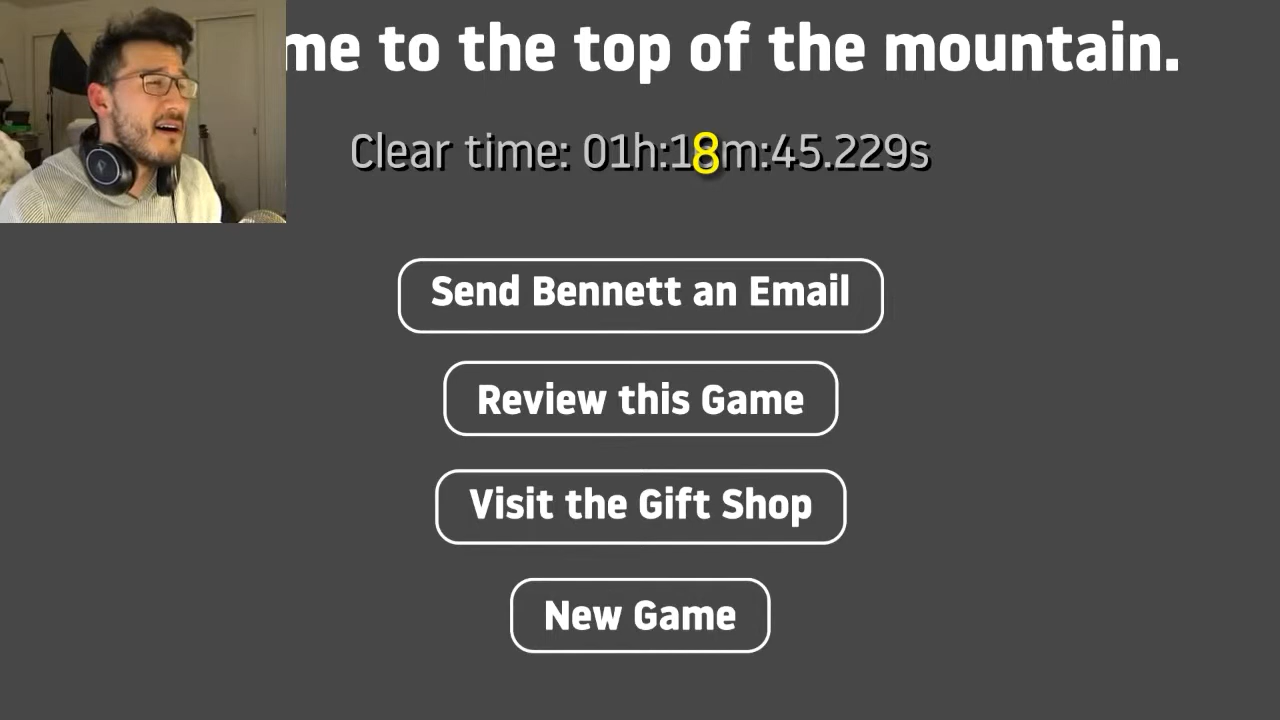 me to the top of the mountain.
Clear time: 01h:18m:45.229s
Send Bennett an Email
Review this Game
Visit the Gift Shop
New Game